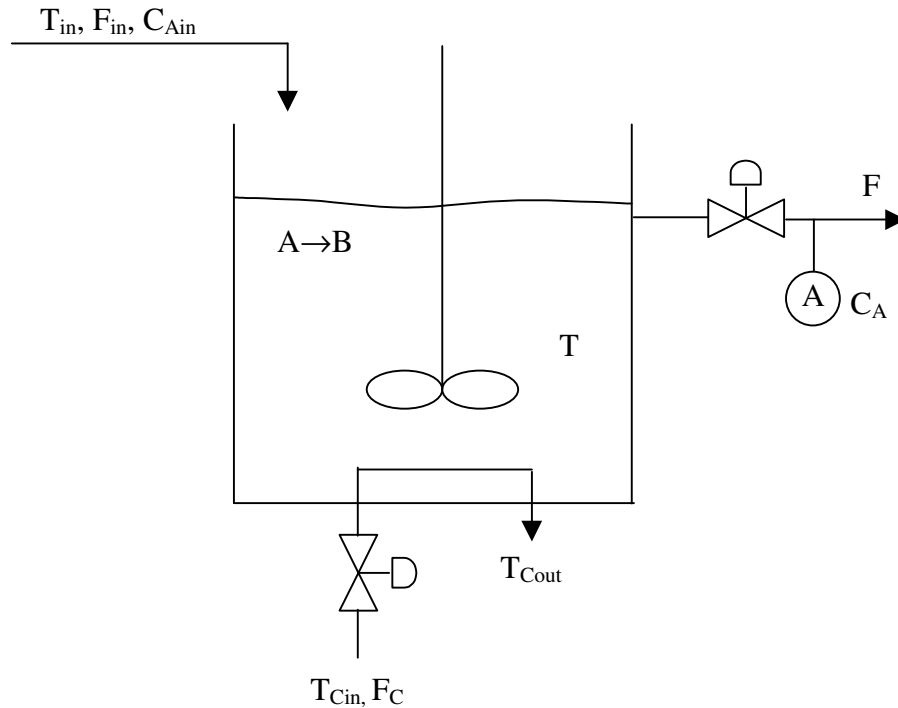 T_in, F_in, C_Ain
F
A→B
A
C_A
T
T_Cout
T_Cin, F_C